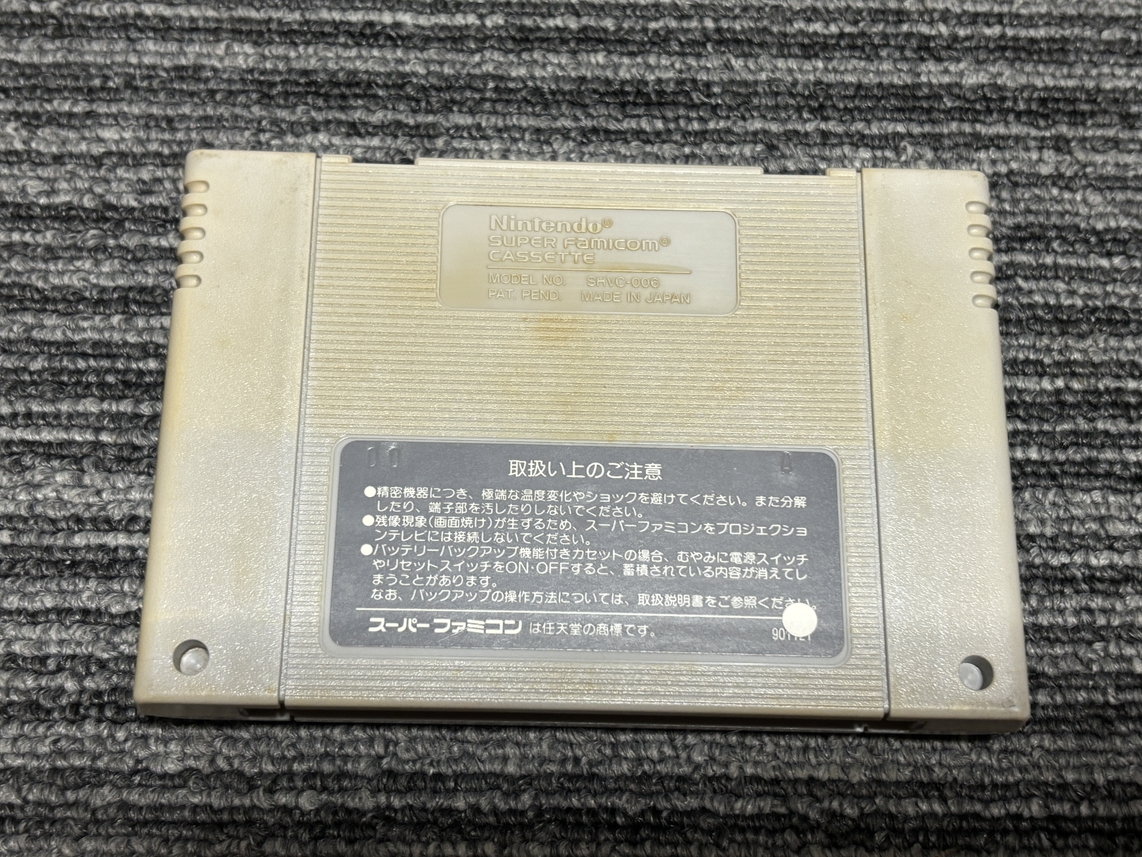 Nintendo®
SUPER Famicom®
CASSETTE
MODEL NO. SHVC-006
PAT. PEND. MADE IN JAPAN
取扱い上のご注意
●精密機器につき、極端な温度変化やショックを避けてください。また分解
したり、端子部を汚したりしないでください。
●残像現象(画面焼け)が生ずるため、スーパーファミコンをプロジェクショ
ンテレビには接続しないでください。
●バッテリーバックアップ機能付きカセットの場合、むやみに電源スイッチ
やリセットスイッチをON・OFFすると、蓄積されている内容が消えてし
まうことがあります。
なお、バックアップの操作方法については、取扱説明書をご参照ください。
スーパーファミコン は任天堂の商標です。